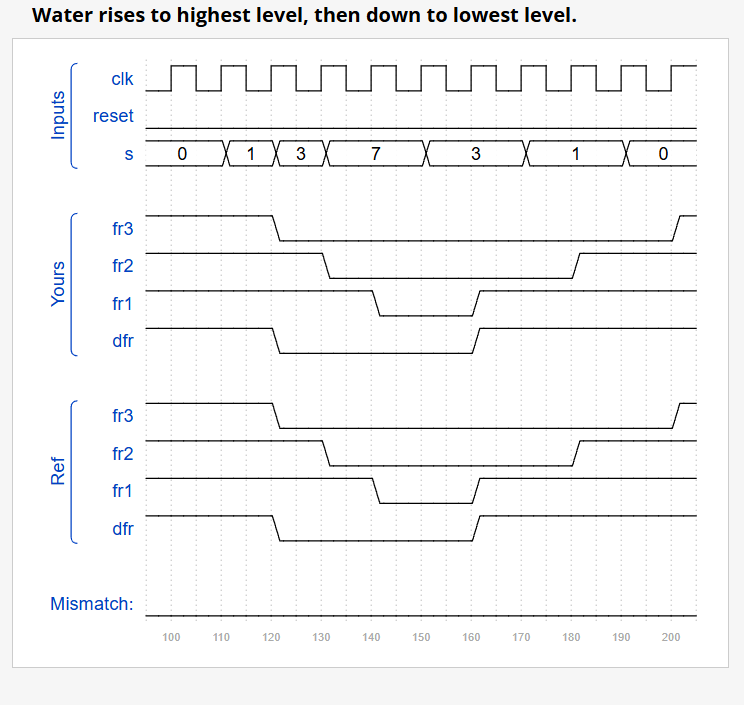 Water rises to highest level, then down to lowest level.
Inputs
clk
reset
s 0 1 3 7 3 1 0
Yours
fr3
fr2
fr1
dfr
Ref
fr3
fr2
fr1
dfr
Mismatch:
100 110 120 130 140 150 160 170 180 190 200